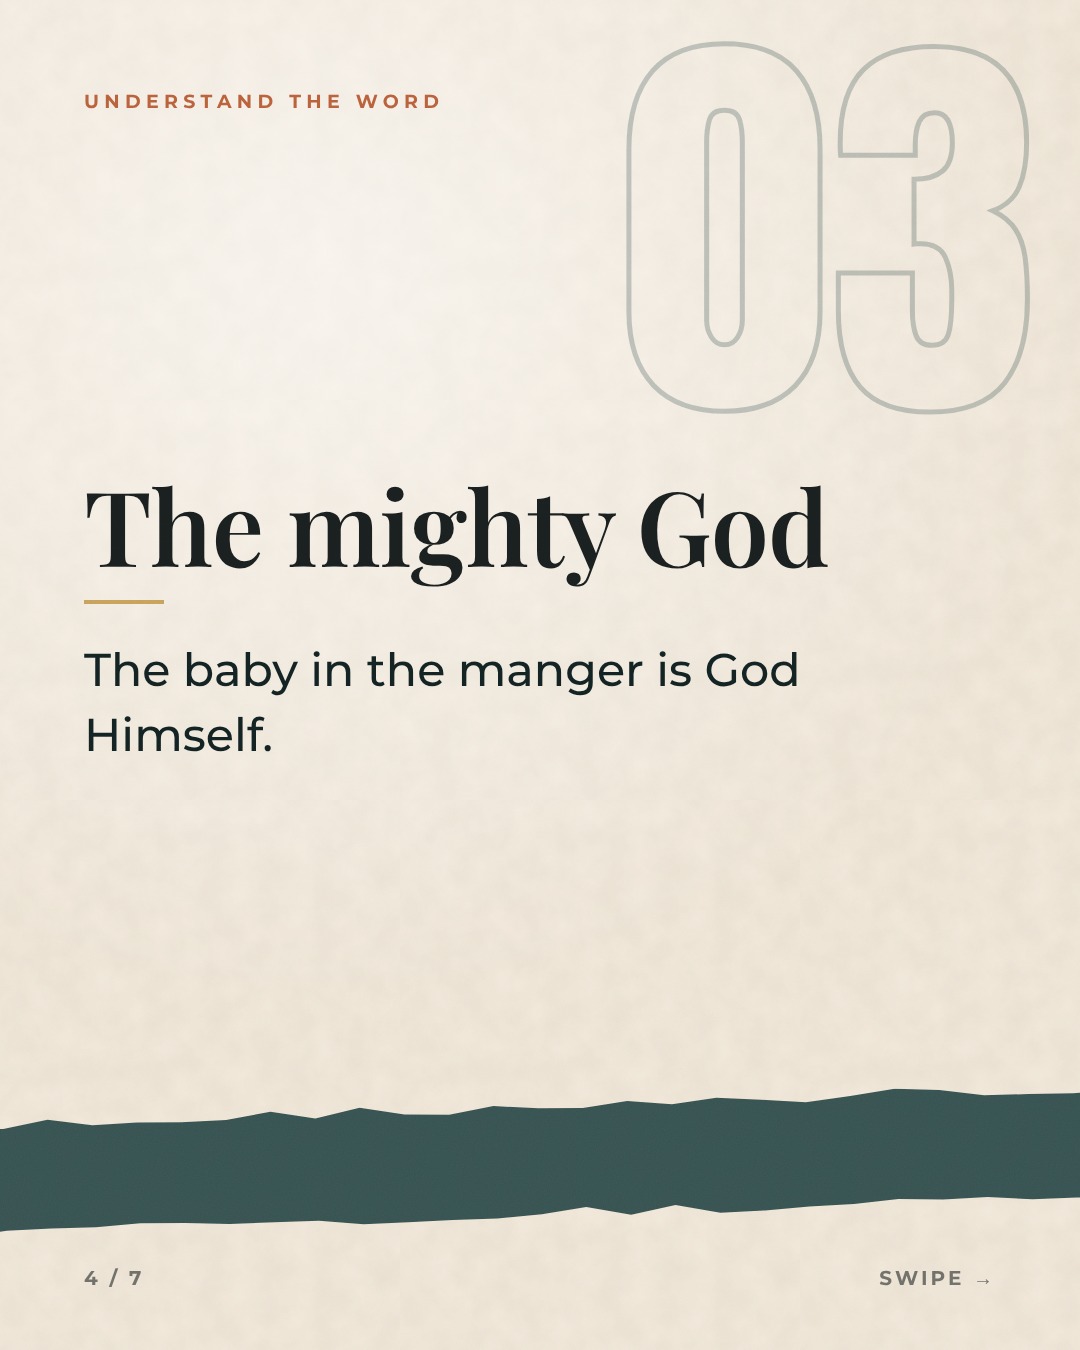 UNDERSTAND THE WORD
03
The mighty God
The baby in the manger is God
Himself.
4 / 7
SWIPE →